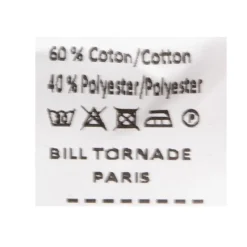 60 % Coton/Cotton
40 % Polyester/Polyester
P
BILL TORNADE
PARIS